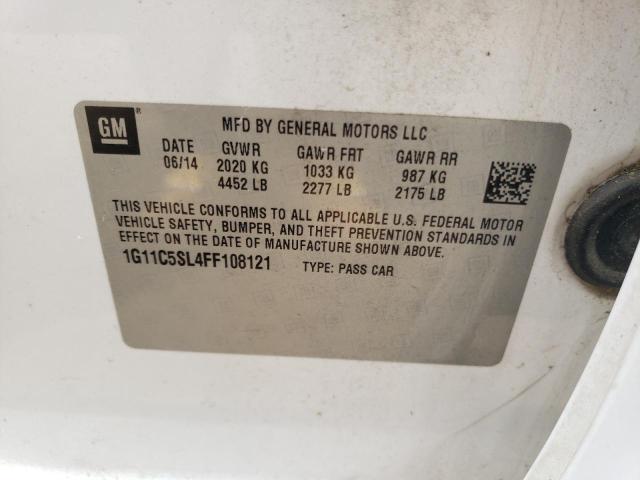 GM ® MFD BY GENERAL MOTORS LLC
DATE GVWR GAWR FRT GAWR RR
06/14 2020 KG 1033 KG 987 KG
4452 LB 2277 LB 2175 LB
THIS VEHICLE CONFORMS TO ALL APPLICABLE U.S. FEDERAL MOTOR
VEHICLE SAFETY, BUMPER, AND THEFT PREVENTION STANDARDS IN
EFFECT ON THE DATE OF MANUFACTURE SHOWN ABOVE.
1G11C5SL4FF108121 TYPE: PASS CAR